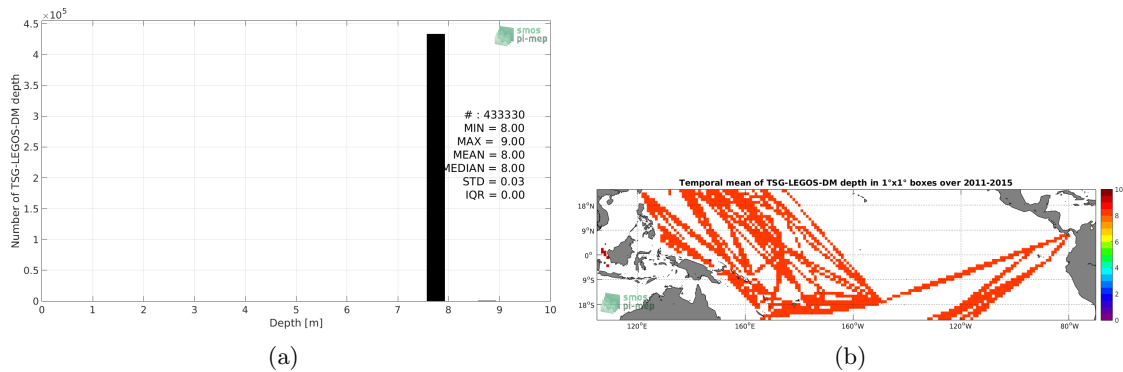 ×10⁵
4.5
4
3.5
3
2.5
2
1.5
1
0.5
0
Number of TSG-LEGOS-DM depth
smos
pi-mep
# : 433330
MIN = 8.00
MAX = 9.00
MEAN = 8.00
MEDIAN = 8.00
STD = 0.03
IQR = 0.00
0 1 2 3 4 5 6 7 8 9 10
Depth [m]
(a)
Temporal mean of TSG-LEGOS-DM depth in 1°x1° boxes over 2011-2015
18°N
9°N
0°
9°S
18°S
smos
pi-mep
120°E 160°E 160°W 120°W 80°W
10
8
6
4
2
0
(b)